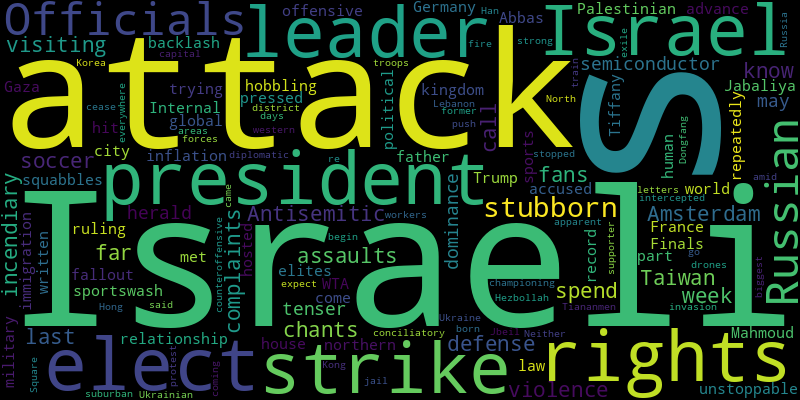 Officials
leader
Israel
offensive
Germany
Han
Abbas
Palestinian
advance
visiting
backlash
fire
strong
exile
Russia
attack
S
Korea
capital
troops
semiconductor
know
Gaza
trying
hobbling
pressed
kingdom
Tiffany
Jabaliya
train
everywhere
Internal
cease
district
political
Lebanon
North
may
global
areas
days
former
call
hit
forces
western
push
sports
human
Dongfang
repeatedly
soccer
city
inflation
diplomatic
re
stopped
amid
squabbles
president
father
Trump
fans
accused
letters
world
Russian
incendiary
intercepted
Israeli
herald
Antisemitic
workers
stubborn
Amsterdam
immigration
written
ruling
came
hosted
begin
dominance
apparent
record
supporter
France
Finals
go
far
met
complaints
counteroffensive
assaults
part
drones
fallout
elites
expect
WTA
championing
spend
Taiwan
biggest
sportswash
come
Hezbollah
week
Hong
said
tenser
Ukraine
Tiananmen
invasion
military
last
relationship
chants
conciliatory
born
Jbeil
Neither
Mahmoud
house
northern
defense
elect
strike
law
rights
Square
protest
Kong
jail
violence
unstoppable
suburban
Ukrainian
coming